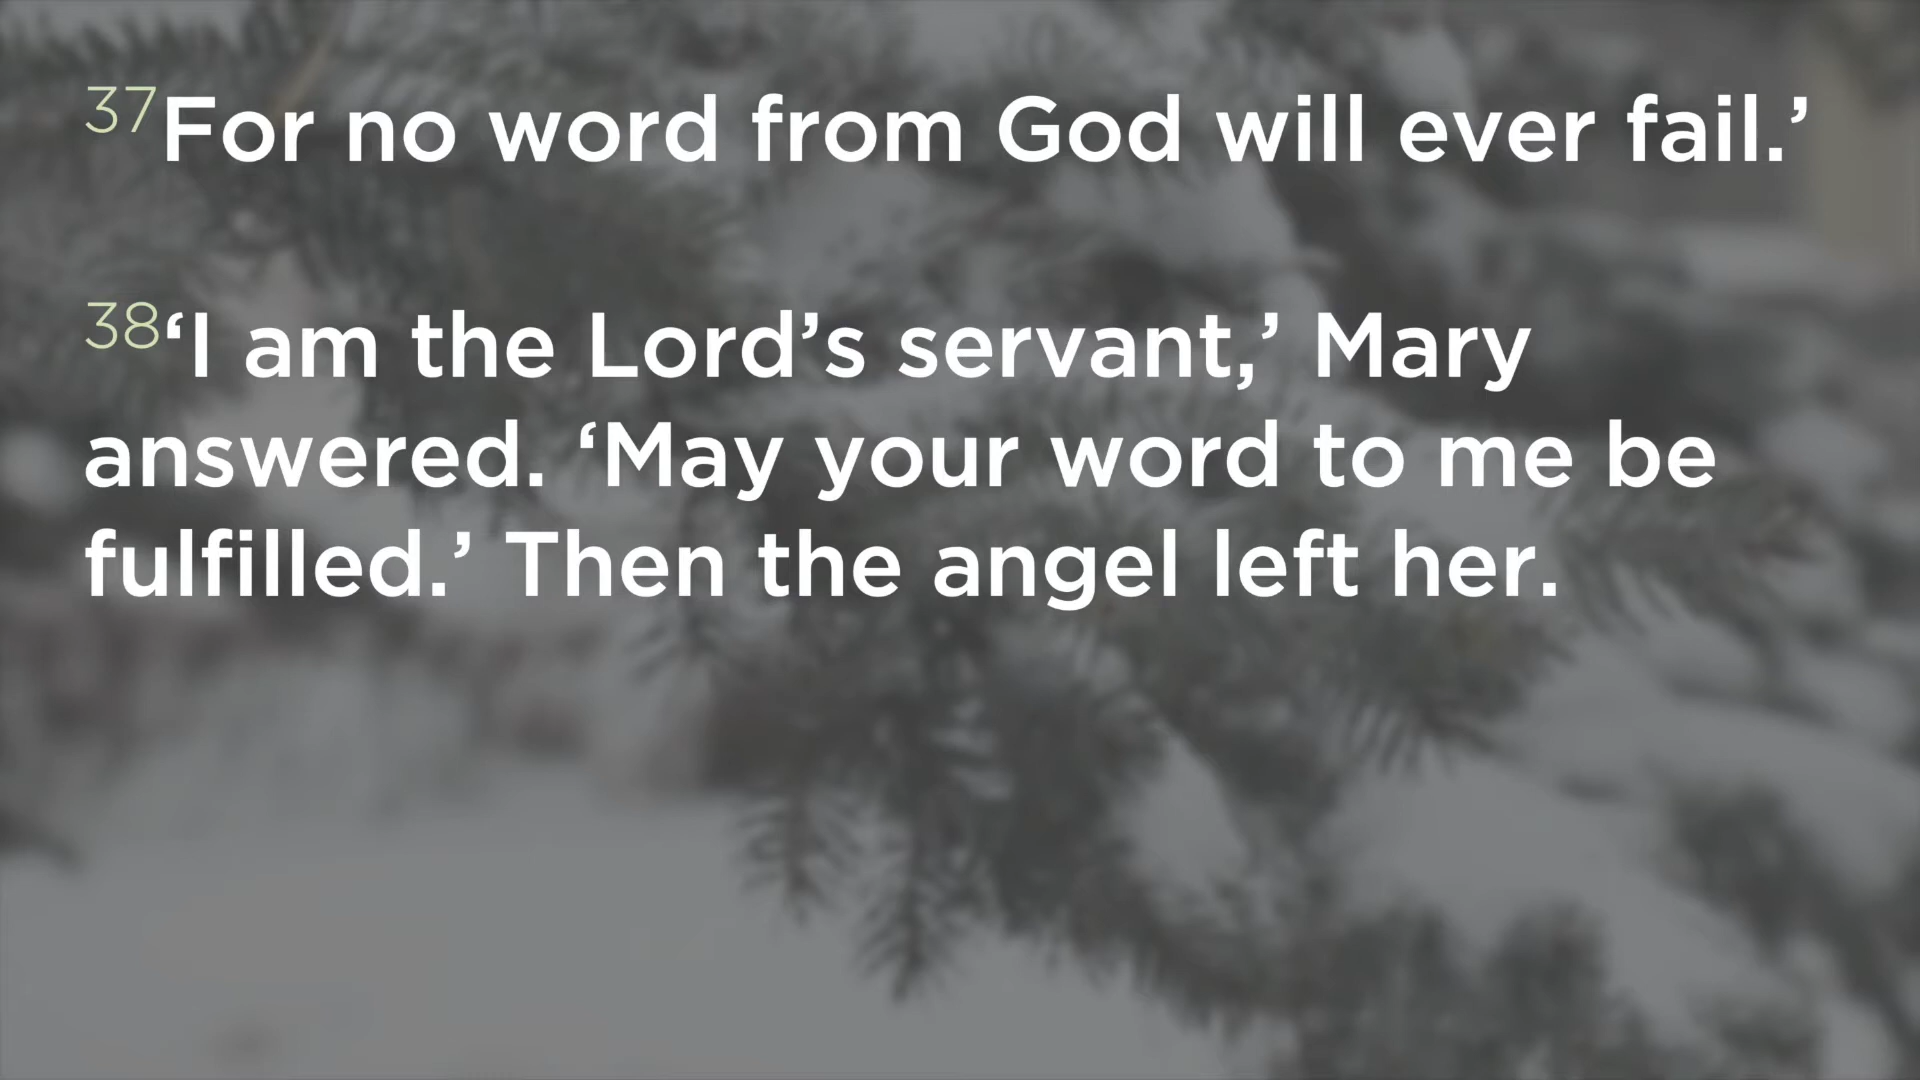 37For no word from God will ever fail.’
38‘I am the Lord’s servant,’ Mary
answered. ‘May your word to me be
fulfilled.’ Then the angel left her.